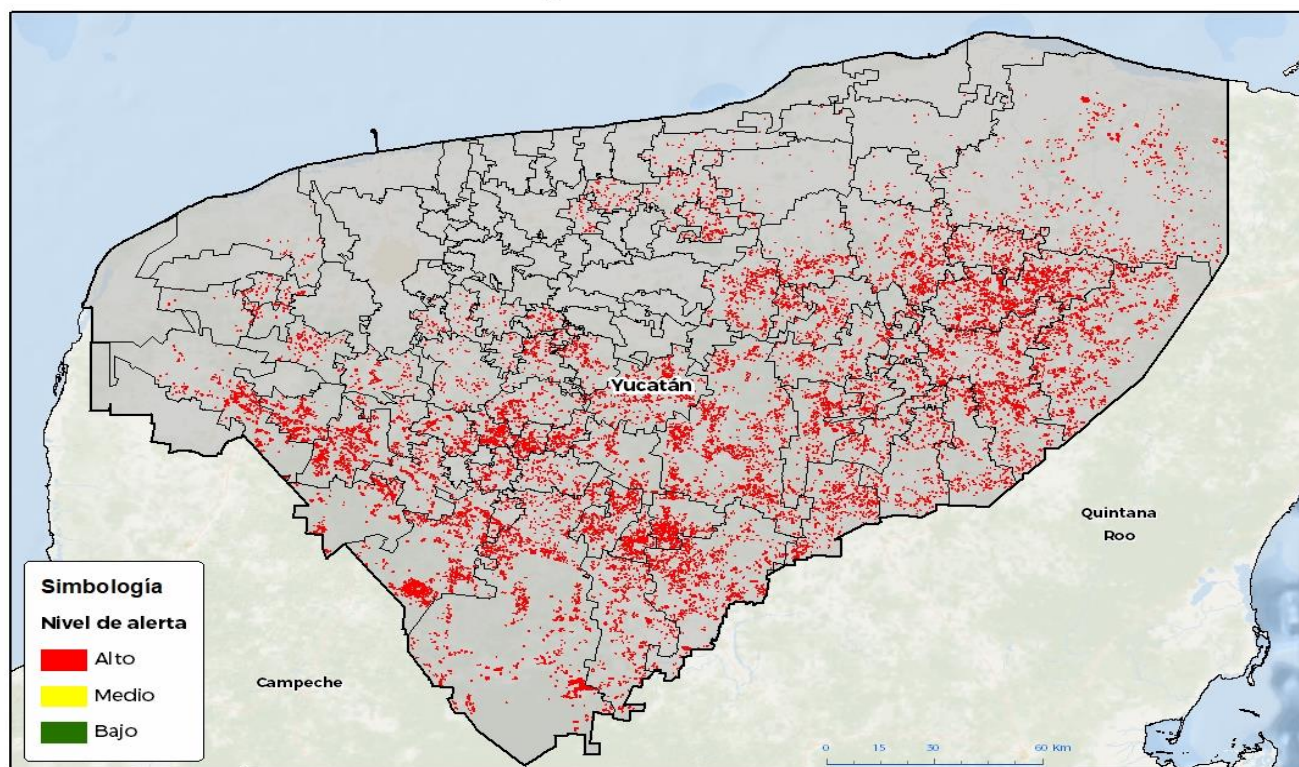 Yucatán
Quintana
Roo
Campeche
Simbología
Nivel de alerta
Alto
Medio
Bajo
0 15 30 60 Km